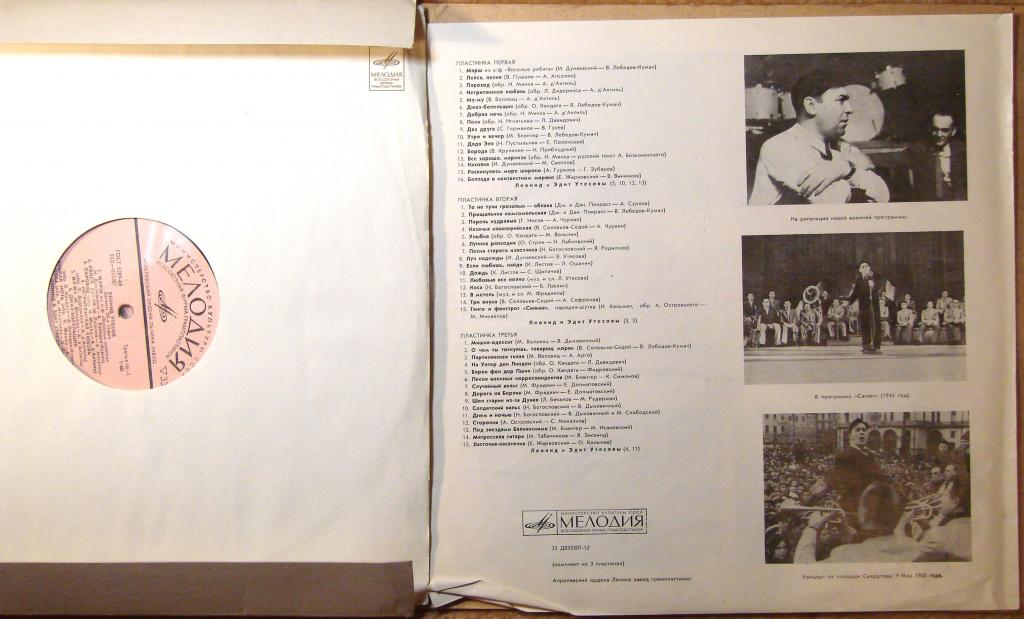 МЕЛОДИЯ
ВСЕСОЮЗНАЯ
ФИРМА
ГРАМПЛАСТИНОК
МИНИСТЕРСТВО КУЛЬТУРЫ
МЕЛОДИЯ
ПЛАСТИНКА ПЕРВАЯ
1. Марш из к/ф «Веселые ребята» (И. Дунаевский — В. Лебедев-Кумач)
2. Лейся, песня (В. Пушков — А. Апсолон)
3. Пароход (обр. Н. Минха — А. д'Актиль)
4. Негритянская любовь (обр. Л. Дидерихса — А. д'Актиль)
5. Му-му (В. Воловац — А. д'Актиль)
6. Джаз-болельщик (обр. О. Кандата — В. Лебедев-Кумач)
7. Добрая ночь (обр. Н. Минха — А. д'Актиль)
8. Пока (обр. Н. Игнатьева — Л. Давидович)
9. Два друга (С. Германов — В. Гусев)
10. Утро и вечер (М. Блантер — В. Лебедев-Кумач)
11. Дядя Эля (Н. Пустыльник — Е. Полонская)
12. Борода (В. Кручинин — И. Приблудный)
13. Все хорошо, маркиза (обр. Н. Минха — русский текст А. Безыменского)
14. Каховка (И. Дунаевский — М. Светлов)
15. Раскинулось море широко (А. Гурилев — Г. Зубарев)
16. Баллада о неизвестном моряке (Е. Жарковский — В. Винников)
Леонид и Эдит Утесовы (5, 10, 12, 13)
ПЛАСТИНКА ВТОРАЯ
1. То не тучи грозовые — облака (Дм. и Дан. Покрасс — А. Сурков)
2. Прощальная комсомольская (Дм. и Дан. Покрасс — В. Лебедев-Кумач)
3. Парень кудрявый (Г. Носов — А. Чуркин)
4. Казачья кавалерийская (В. Соловьев-Седой — А. Чуркин)
5. Улыбка (обр. О. Кандата — М. Вольпин)
6. Лунная рапсодия (О. Строк — Н. Лабковский)
7. Песня старого извозчика (Н. Богословский — Я. Родионов)
8. Луч надежды (И. Дунаевский — Э. Утесова)
9. Если любишь, найди (К. Листов — Л. Ошанин)
10. Дождь (К. Листов — С. Щипачев)
11. Любовью все полно (муз. и сл. Л. Утесова)
12. Коса (Н. Богословский — Б. Ласкин)
13. В метель (муз. и сл. М. Фрадкина)
14. Три внука (В. Соловьев-Седой — А. Софронов)
15. Танго и фокстрот «Сильва», пародия-шутка (И. Кальман, обр. А. Островского —
М. Михайлов)
Леонид и Эдит Утесовы (3, 5)
ПЛАСТИНКА ТРЕТЬЯ
1. Мишка-одессит (М. Воловац — В. Дыховичный)
2. О чем ты тоскуешь, товарищ моряк (В. Соловьев-Седой — В. Лебедев-Кумач)
3. Партизанская тихая (М. Воловац — А. Арго)
4. На Унтер ден Линден (обр. О. Кандата — Л. Давидович)
5. Барон фон дер Пшик (обр. О. Кандата — Фидровский)
6. Песня военных корреспондентов (М. Блантер — К. Симонов)
7. Случайный вальс (М. Фрадкин — Е. Долматовский)
8. Дорога на Берлин (М. Фрадкин — Е. Долматовский)
9. Шел старик из-за Дуная (Л. Бакалов — М. Рудерман)
10. Солдатский вальс (Н. Богословский — В. Дыховичный)
11. Днем и ночью (Н. Богословский — В. Дыховичный и М. Слободской)
12. Сторонка (А. Островский — С. Михалков)
13. Под звездами балканскими (М. Блантер — М. Исаковский)
14. Матросская гитара (М. Табачников — Я. Зискинд)
15. Ласточка-касаточка (Е. Жарковский — О. Колычев)
Леонид и Эдит Утесовы (4, 11)
МИНИСТЕРСТВО КУЛЬТУРЫ СССР
МЕЛОДИЯ
ВСЕСОЮЗНАЯ ФИРМА ГРАМПЛАСТИНОК
33 Д035507-12
(комплект из 3 пластинок)
Апрелевский ордена Ленина завод грампластинок
На репетиции новой военной программы
В программе «Салют» (1943 год).
Концерт на площади Свердлова 9 Мая 1945 года.